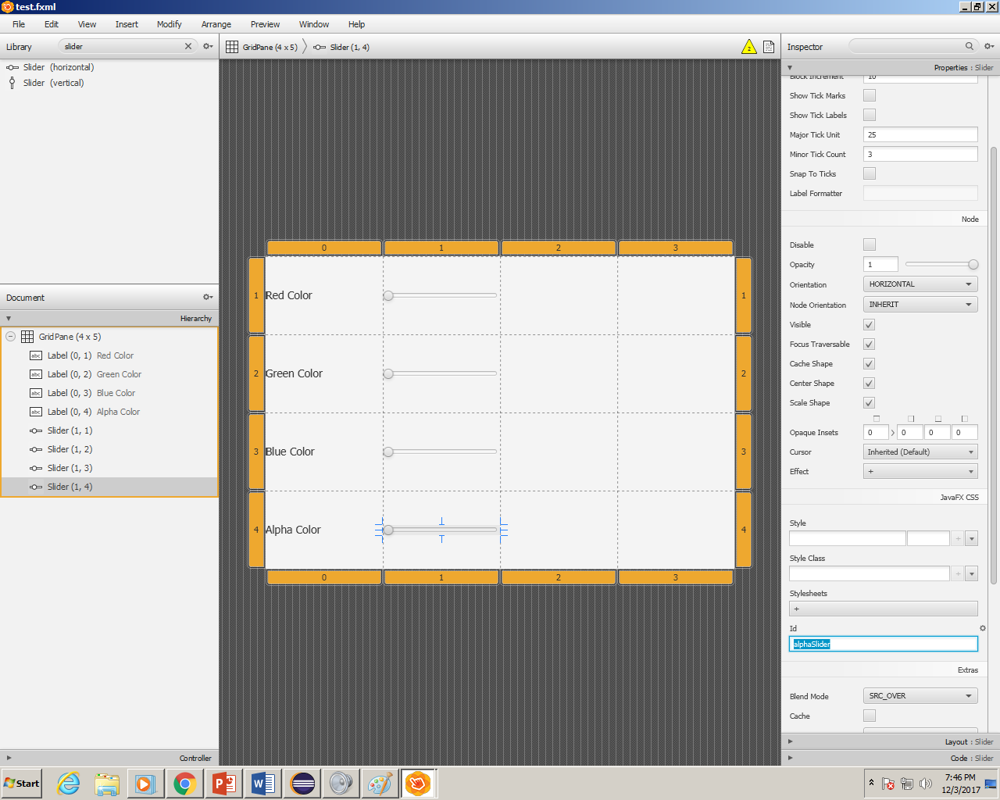 test.fxml
File Edit View Insert Modify Arrange Preview Window Help
Library slider
Slider (horizontal)
Slider (vertical)
Document
Hierarchy
GridPane (4 x 5)
abc Label (0, 1) Red Color
abc Label (0, 2) Green Color
abc Label (0, 3) Blue Color
abc Label (0, 4) Alpha Color
Slider (1, 1)
Slider (1, 2)
Slider (1, 3)
Slider (1, 4)
Controller
GridPane (4 x 5) Slider (1, 4)
2
0 1 2 3
1 Red Color 1
2 Green Color 2
3 Blue Color 3
4 Alpha Color 4
0 1 2 3
Inspector
Properties : Slider
Block Increment 10
Show Tick Marks
Show Tick Labels
Major Tick Unit 25
Minor Tick Count 3
Snap To Ticks
Label Formatter
Node
Disable
Opacity 1
Orientation HORIZONTAL
Node Orientation INHERIT
Visible
Focus Traversable
Cache Shape
Center Shape
Scale Shape
Opaque Insets 0 > 0 0 0
Cursor Inherited (Default)
Effect +
JavaFX CSS
Style
+
Style Class
+
Stylesheets
+
Id
alphaSlider
Extras
Blend Mode SRC_OVER
Cache
Layout : Slider
Code : Slider
Start
7:46 PM
12/3/2017